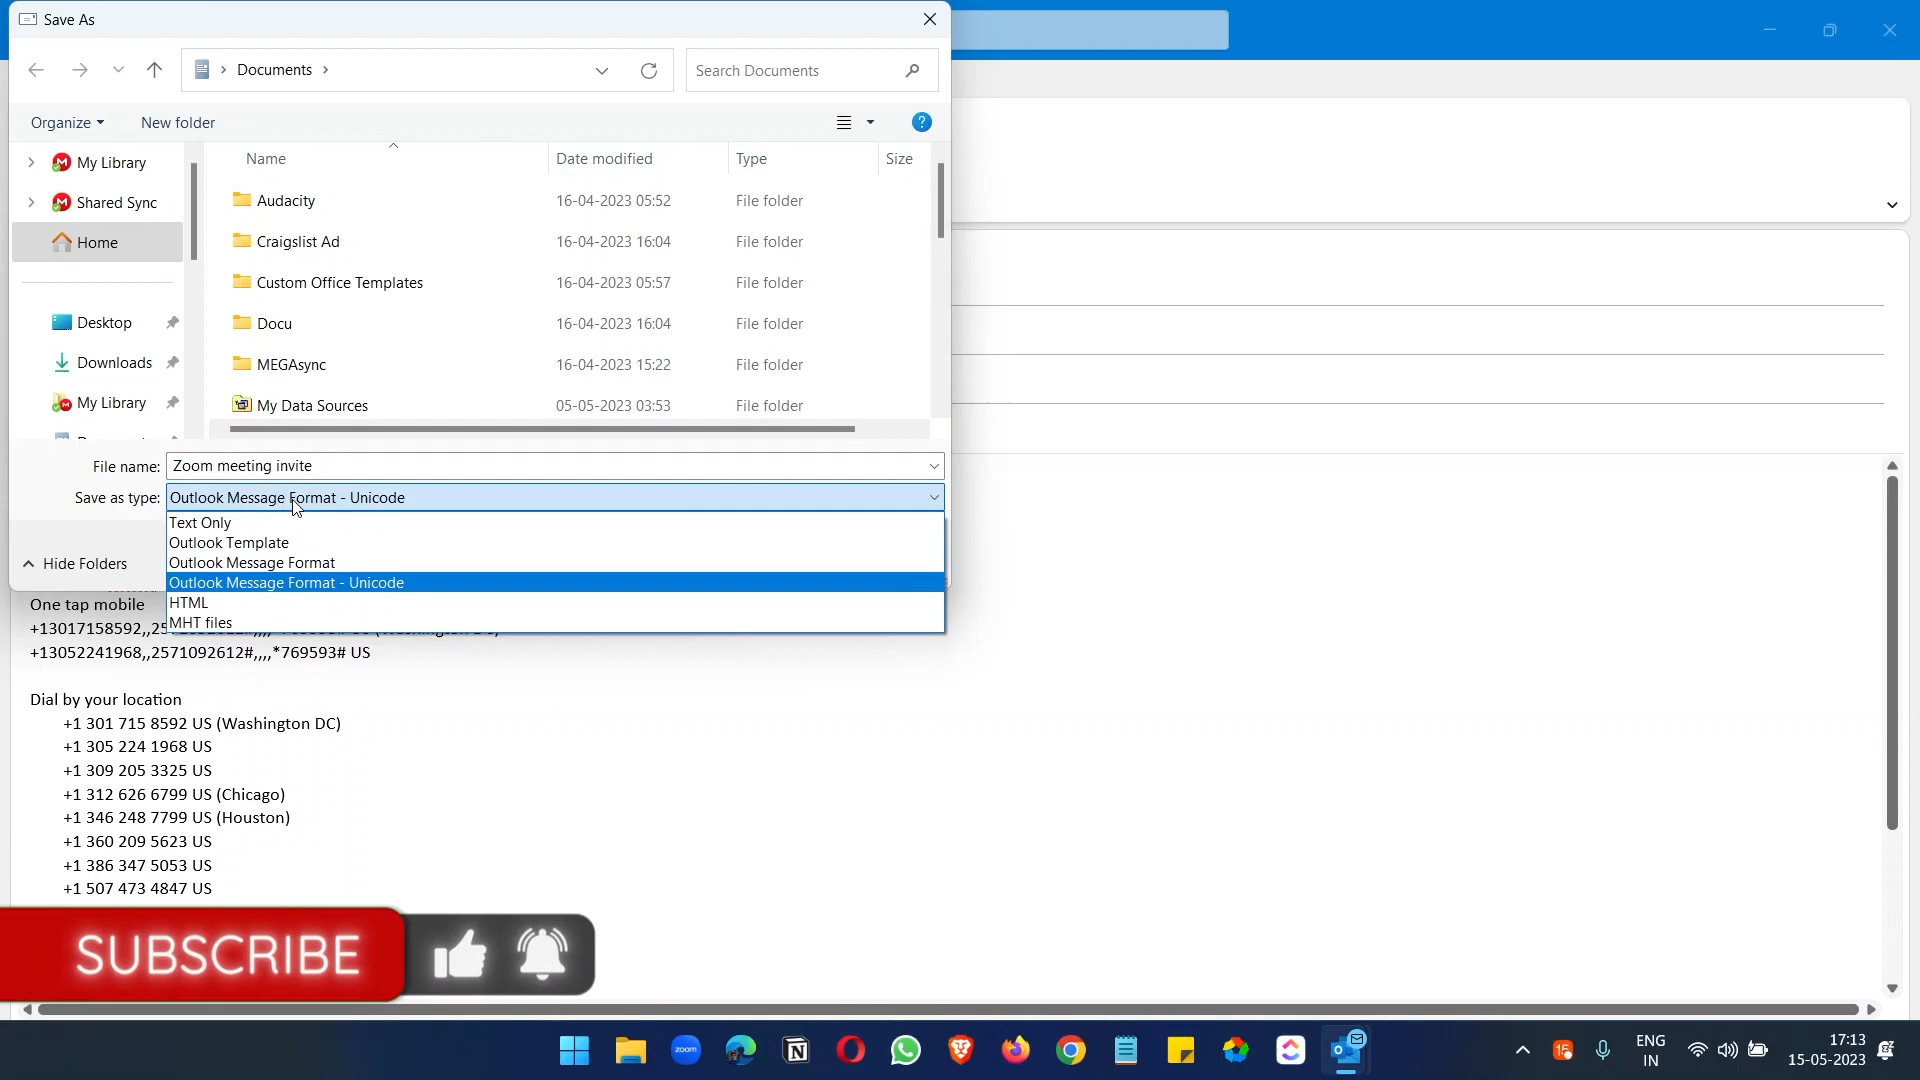 Save As
Documents
Search Documents
Organize
New folder
?
Name
Date modified
Type
Size
My Library
Shared Sync
Home
Desktop
Downloads
My Library
Audacity 16-04-2023 05:52 File folder
Craigslist Ad 16-04-2023 16:04 File folder
Custom Office Templates 16-04-2023 05:57 File folder
Docu 16-04-2023 16:04 File folder
MEGAsync 16-04-2023 15:22 File folder
My Data Sources 05-05-2023 03:53 File folder
File name: Zoom meeting invite
Save as type: Outlook Message Format - Unicode
Text Only
Outlook Template
Outlook Message Format
Outlook Message Format - Unicode
HTML
MHT files
Hide Folders
One tap mobile
+13017158592,,
+13052241968,,2571092612#,,,,*769593# US
Dial by your location
+1 301 715 8592 US (Washington DC)
+1 305 224 1968 US
+1 309 205 3325 US
+1 312 626 6799 US (Chicago)
+1 346 248 7799 US (Houston)
+1 360 209 5623 US
+1 386 347 5053 US
+1 507 473 4847 US
SUBSCRIBE
zoom
15
ENG
IN
17:13
15-05-2023